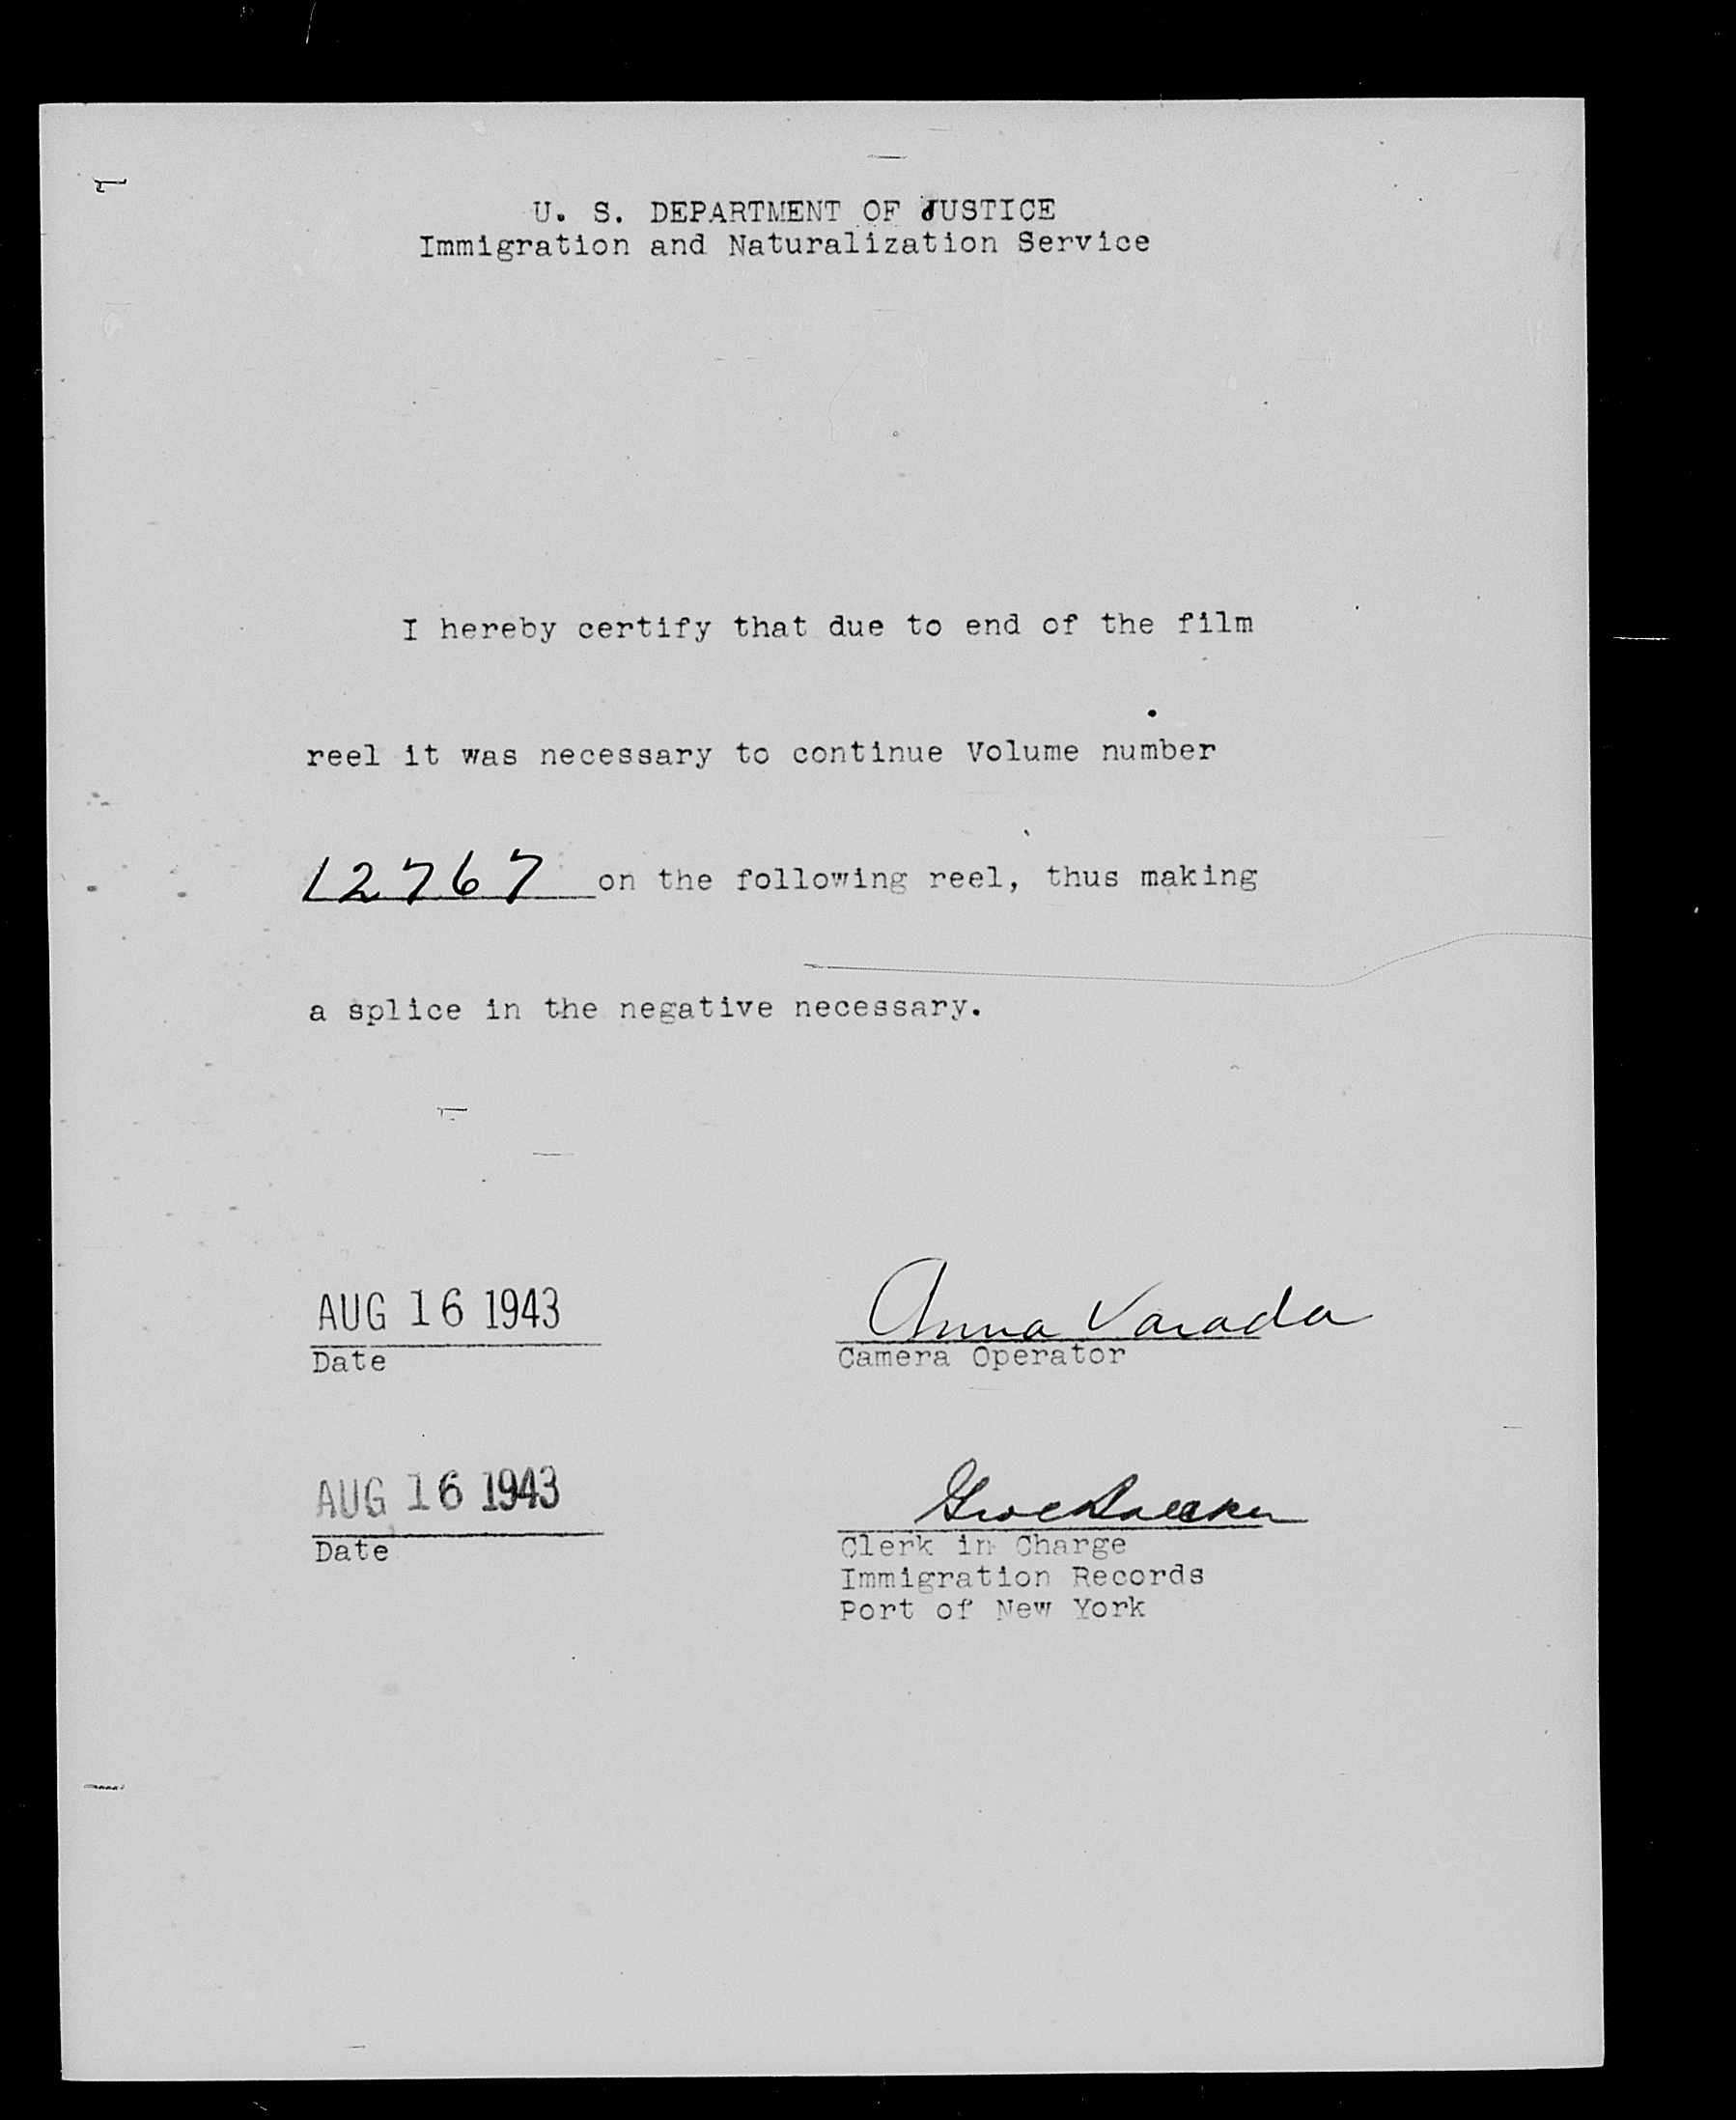 U. S. DEPARTMENT OF JUSTICE
Immigration and Naturalization Service
I hereby certify that due to end of the film
reel it was necessary to continue Volume number
12767 on the following reel, thus making
a splice in the negative necessary.
AUG 16 1943
Anna Varada
Date
Camera Operator
AUG 16 1943
Date
Clerk in Charge
Immigration Records
Port of New York